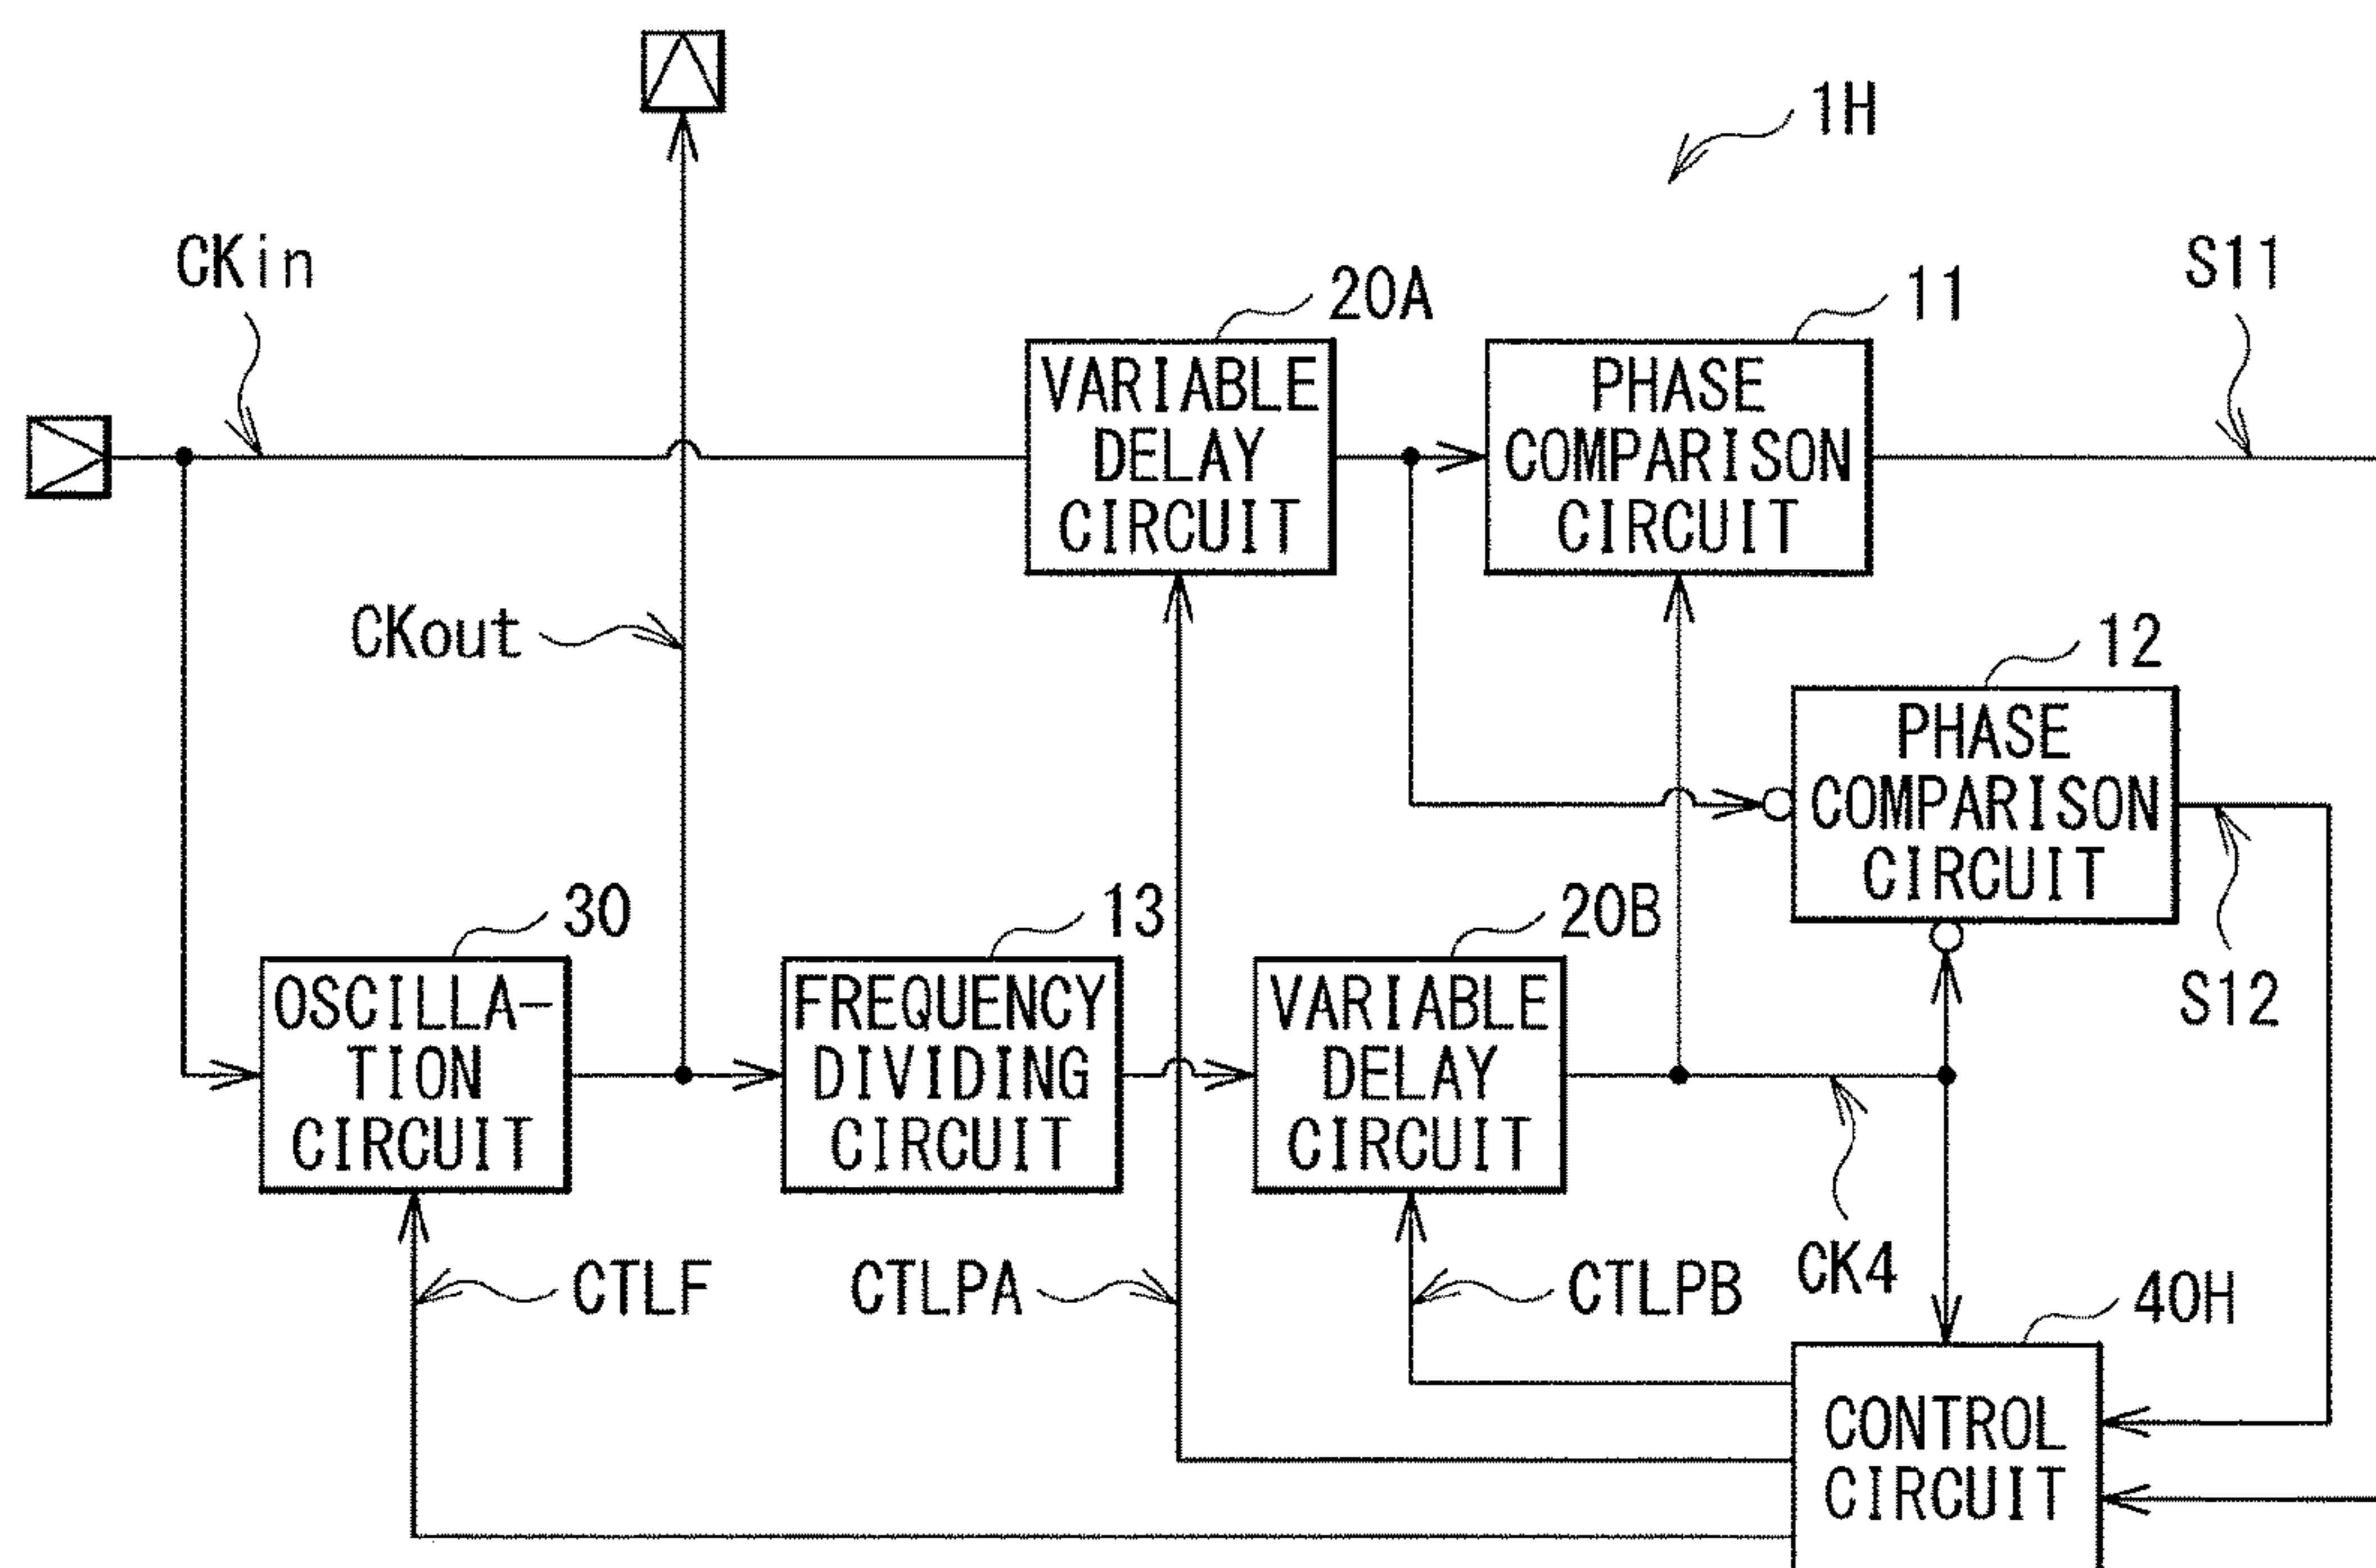 1H
CKin
20A
11
S11
VARIABLE
DELAY
CIRCUIT
PHASE
COMPARISON
CIRCUIT
CKout
12
PHASE
COMPARISON
CIRCUIT
30
13
20B
S12
OSCILLA-
TION
CIRCUIT
FREQUENCY
DIVIDING
CIRCUIT
VARIABLE
DELAY
CIRCUIT
CTLF
CTLPA
CTLPB
CK4
40H
CONTROL
CIRCUIT